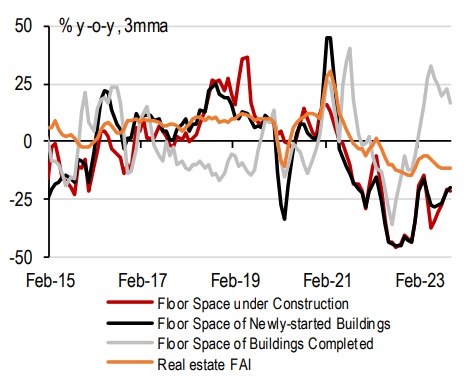 % y-o-y, 3mma
50
25
0
-25
-50
Feb-15 Feb-17 Feb-19 Feb-21 Feb-23
Floor Space under Construction
Floor Space of Newly-started Buildings
Floor Space of Buildings Completed
Real estate FAI